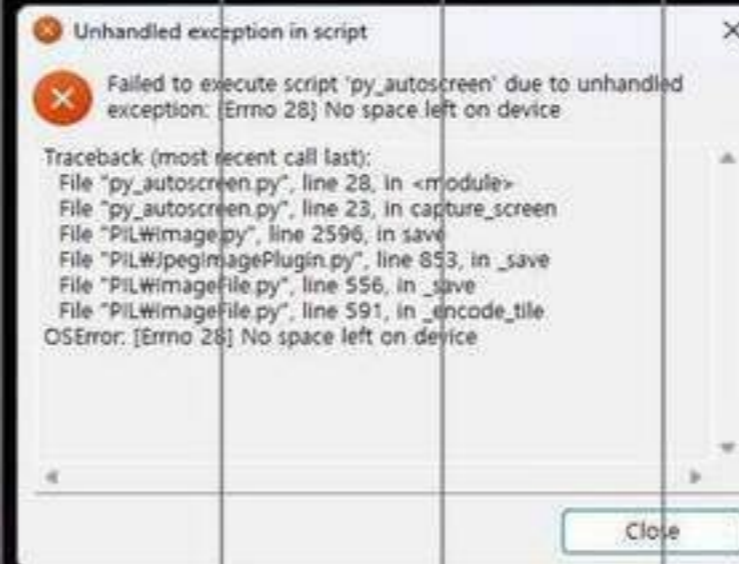 Unhandled exception in script
Failed to execute script 'py_autoscreen' due to unhandled
exception: [Errno 28] No space left on device
Traceback (most recent call last):
File "py_autoscreen.py", line 28, in <module>
File "py_autoscreen.py", line 23, in capture_screen
File "PIL₩Image.py", line 2596, in save
File "PIL₩JpegImagePlugin.py", line 853, in _save
File "PIL₩ImageFile.py", line 556, in _save
File "PIL₩ImageFile.py", line 591, in _encode_tile
OSError: [Errno 28] No space left on device
Close